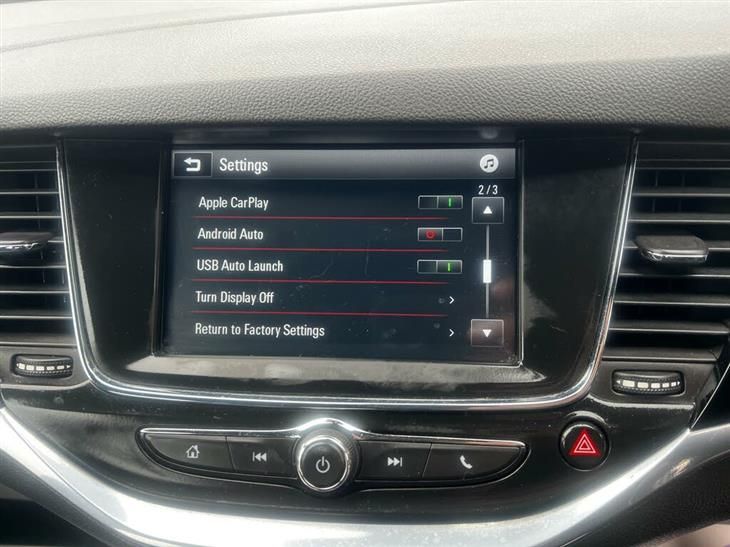 Settings
2/3
Apple CarPlay
Android Auto
USB Auto Launch
Turn Display Off
Return to Factory Settings